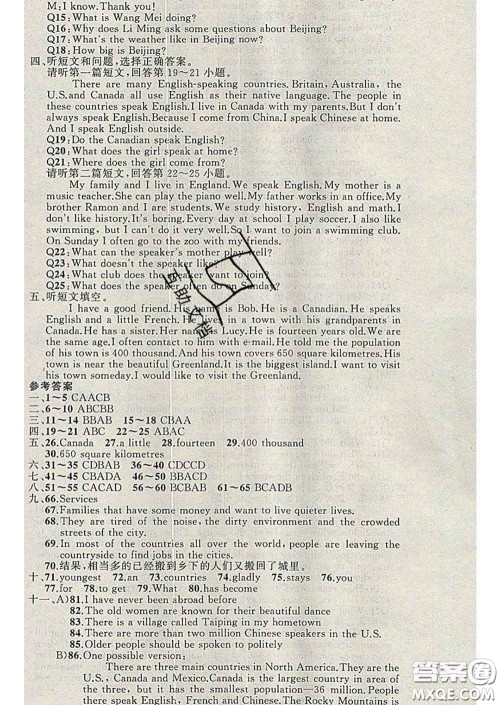 M:I know. Thank you!
Q15: What is Wang Mei doing?
Q16: Why does Li Ming ask some questions about Beijing?
Q17: What's the weather like in Beijing now?
Q18: How big is Beijing?
四、听短文和问题，选择正确答案。
请听第一篇短文，回答第19~21小题。
There are many English-speaking countries. Britain, Australia, the
U.S. and Canada all use English as their native language. The people in
these countries speak English. I live in Canada with my parents. But I don't
always speak English. Because I come from China. I speak Chinese at home.
And I speak English outside.
Q19: Do the Canadian speak English?
Q20: What does the girl speak at home?
Q21: Where does the girl come from?
请听第二篇短文，回答第22~25小题。
My family and I live in England. We speak English. My mother is a
music teacher. She can play the piano well. My father works in an office. My
brother Ramon and I are students. We study history, English and math. I
don't like history. It's boring. Every day at school I play soccer. I also like
swimming, but I can't do it very well. So I want to join a swimming club.
On Sunday I often go to the zoo with my friends.
Q22: What can the speaker's mother play well?
Q23: What doesn't the speaker like?
Q24: What club does the speaker want to join?
Q25: What does the speaker often do on Sunday?
五、听短文填空。
I have a good friend. His name is Bob. He is a Canadian. He speaks
English and a little French. He lives in a town with his grandparents in
Canada. He has a sister. Her name is Lucy. He is fourteen years old. We are
the same age. I often contact to him with e-mail. He told me the population
of his town is 400 thousand. And his town covers 650 square kilometres. His
town is near the beautiful Greenland. It is the biggest island. I want to visit
his town someday. I would like to visit the Greenland.
参考答案
一、1~5 CAACB
二、6~10 ABCBB
三、11~14 BBAB 15~18 CBAA
四、19~21 ABC 22~25 ABAC
五、26. Canada 27. a little 28. fourteen 29. 400 thousand
30. 650 square kilometres
六、31~35 CDBAB 36~40 CDCCD
七、41~45 CBADA 46~50 BBACD
八、51~55 CACAD 56~60 BCBAB 61~65 BCADB
九、66. Services
67. Families that have some money and want to live quieter lives.
68. They are tired of the noise, the dirty environment and the crowded
streets of the city.
69. In most of countries all over the world, people are leaving the
countryside to find jobs in the cities.
70. 结果，相当多的已经搬到乡下的人们又搬回了城里。
十、71. youngest 72. an 73. countries 74. gladly 75. stays 76. you
77. for 78. to get 79. What 80. has become
十一、A) 81. I have never been abroad before
82. The old women are known for their beautiful dance
83. There is a village called Taiping in my hometown
84. There are more than two million Chinese speakers in the U.S.
85. Older people should be spoken to politely
B) 86. One possible version:
There are three main countries in North America. They are the
U.S., Canada and Mexico. Canada is the largest country in area,
but it has the smallest population—36 million. People
there speak English, French and Chinese. The Rocky Mountains is
自助文档
答案圈
MXQE.COM